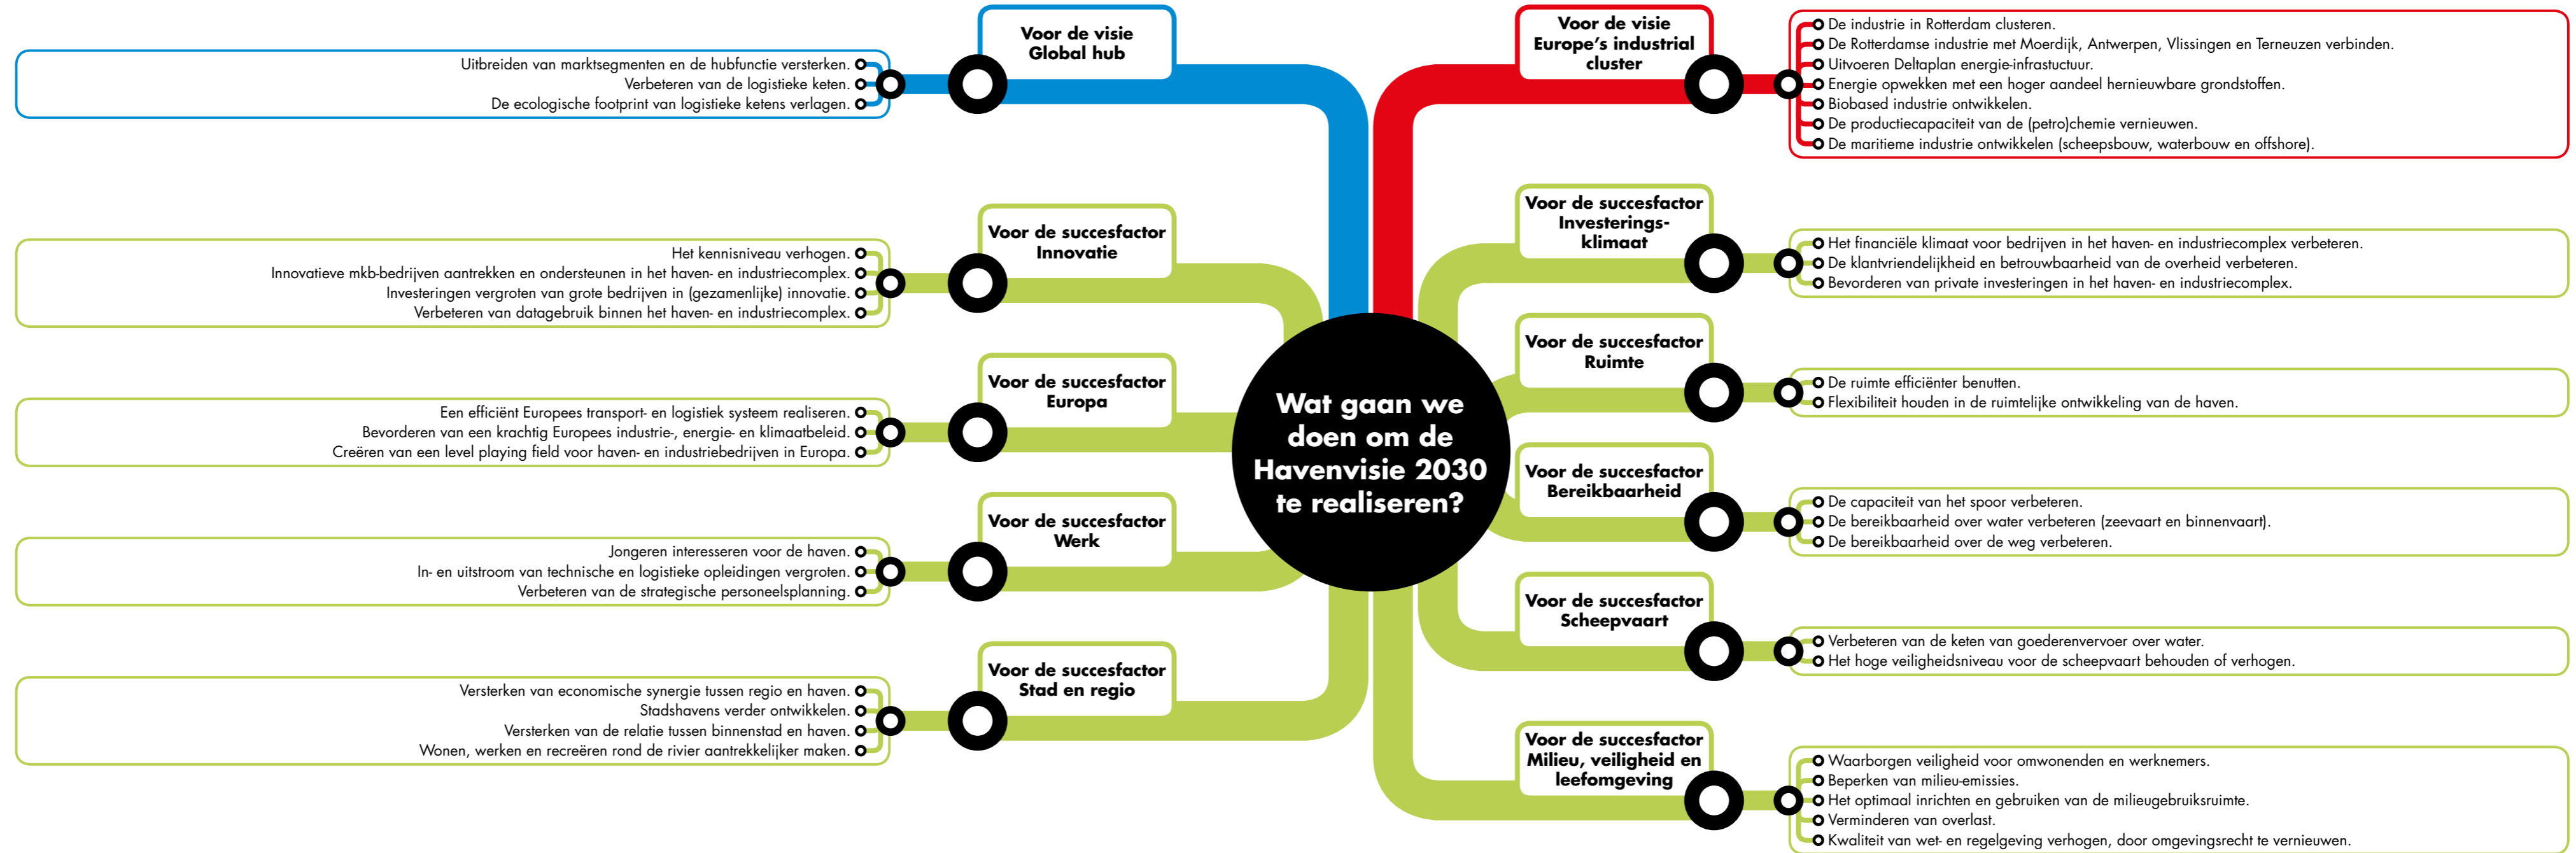 Voor de visie
Global hub
Uitbreiden van marktsegmenten en de hubfunctie versterken.
Verbeteren van de logistieke keten.
De ecologische footprint van logistieke ketens verlagen.
Voor de succesfactor
Innovatie
Het kennisniveau verhogen.
Innovatieve mkb-bedrijven aantrekken en ondersteunen in het haven- en industriecomplex.
Investeringen vergroten van grote bedrijven in (gezamenlijke) innovatie.
Verbeteren van datagebruik binnen het haven- en industriecomplex.
Voor de succesfactor
Europa
Een efficiënt Europees transport- en logistiek systeem realiseren.
Bevorderen van een krachtig Europees industrie-, energie- en klimaatbeleid.
Creëren van een level playing field voor haven- en industriebedrijven in Europa.
Voor de succesfactor
Werk
Jongeren interesseren voor de haven.
In- en uitstroom van technische en logistieke opleidingen vergroten.
Verbeteren van de strategische personeelsplanning.
Voor de succesfactor
Stad en regio
Versterken van economische synergie tussen regio en haven.
Stadshavens verder ontwikkelen.
Versterken van de relatie tussen binnenstad en haven.
Wonen, werken en recreëren rond de rivier aantrekkelijker maken.
Wat gaan we
doen om de
Havenvisie 2030
te realiseren?
Voor de visie
Europe's industrial
cluster
De industrie in Rotterdam clusteren.
De Rotterdamse industrie met Moerdijk, Antwerpen, Vlissingen en Terneuzen verbinden.
Uitvoeren Deltaplan energie-infrastuctuur.
Energie opwekken met een hoger aandeel hernieuwbare grondstoffen.
Biobased industrie ontwikkelen.
De productiecapaciteit van de (petro)chemie vernieuwen.
De maritieme industrie ontwikkelen (scheepsbouw, waterbouw en offshore).
Voor de succesfactor
Investerings-
klimaat
Het financiële klimaat voor bedrijven in het haven- en industriecomplex verbeteren.
De klantvriendelijkheid en betrouwbaarheid van de overheid verbeteren.
Bevorderen van private investeringen in het haven- en industriecomplex.
Voor de succesfactor
Ruimte
De ruimte efficiënter benutten.
Flexibiliteit houden in de ruimtelijke ontwikkeling van de haven.
Voor de succesfactor
Bereikbaarheid
De capaciteit van het spoor verbeteren.
De bereikbaarheid over water verbeteren (zeevaart en binnenvaart).
De bereikbaarheid over de weg verbeteren.
Voor de succesfactor
Scheepvaart
Verbeteren van de keten van goederenvervoer over water.
Het hoge veiligheidsniveau voor de scheepvaart behouden of verhogen.
Voor de succesfactor
Milieu, veiligheid en
leefomgeving
Waarborgen veiligheid voor omwonenden en werknemers.
Beperken van milieu-emissies.
Het optimaal inrichten en gebruiken van de milieugebruiksruimte.
Verminderen van overlast.
Kwaliteit van wet- en regelgeving verhogen, door omgevingsrecht te vernieuwen.